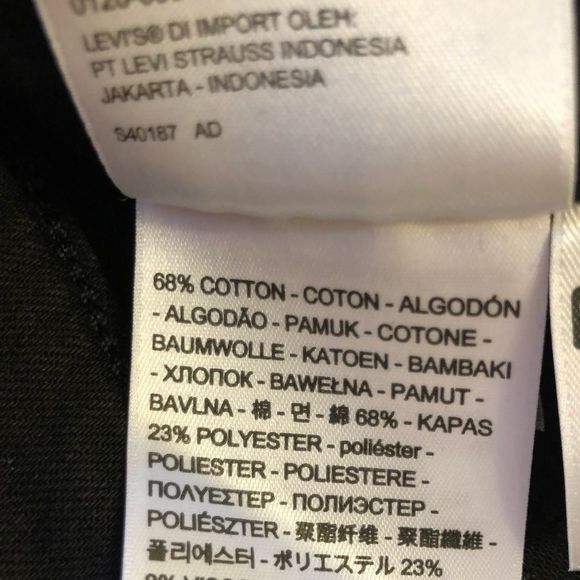 LEVI'S® DI IMPORT OLEH:
PT LEVI STRAUSS INDONESIA
JAKARTA - INDONESIA
S40187 AD
68% COTTON - COTON - ALGODÓN
- ALGODÃO - PAMUK - COTONE -
BAUMWOLLE - KATOEN - BAMBAKI
- ХЛОПОК - BAWEŁNA - PAMUT -
BAVLNA - 棉 - 면 - 綿 68% - KAPAS
23% POLYESTER - poliéster -
POLIESTER - POLIESTERE -
ΠΟΛΥΕΣΤΕΡ - ПОЛИЭСТЕР -
POLIÉSZTER - 聚酯纤维 - 聚酯纖維 -
폴리에스터 - ポリエステル 23%